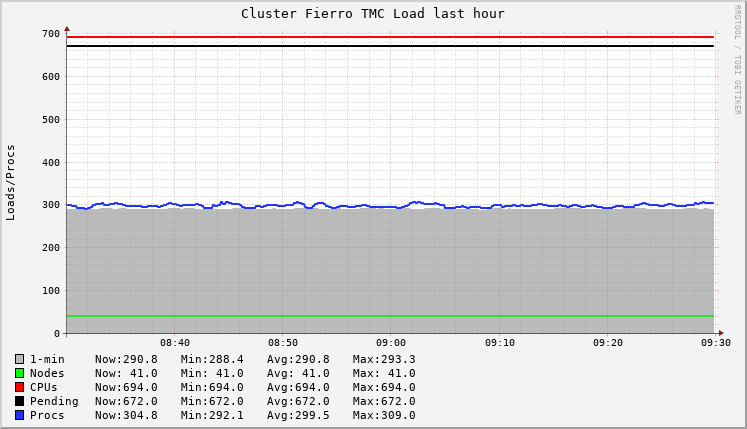 Cluster Fierro TMC Load last hour
RRDTOOL / TOBI OETIKER
Loads/Procs
700
600
500
400
300
200
100
0
08:40 08:50 09:00 09:10 09:20 09:30
1-min Now:290.8 Min:288.4 Avg:290.8 Max:293.3
Nodes Now: 41.0 Min: 41.0 Avg: 41.0 Max: 41.0
CPUs Now:694.0 Min:694.0 Avg:694.0 Max:694.0
Pending Now:672.0 Min:672.0 Avg:672.0 Max:672.0
Procs Now:304.8 Min:292.1 Avg:299.5 Max:309.0